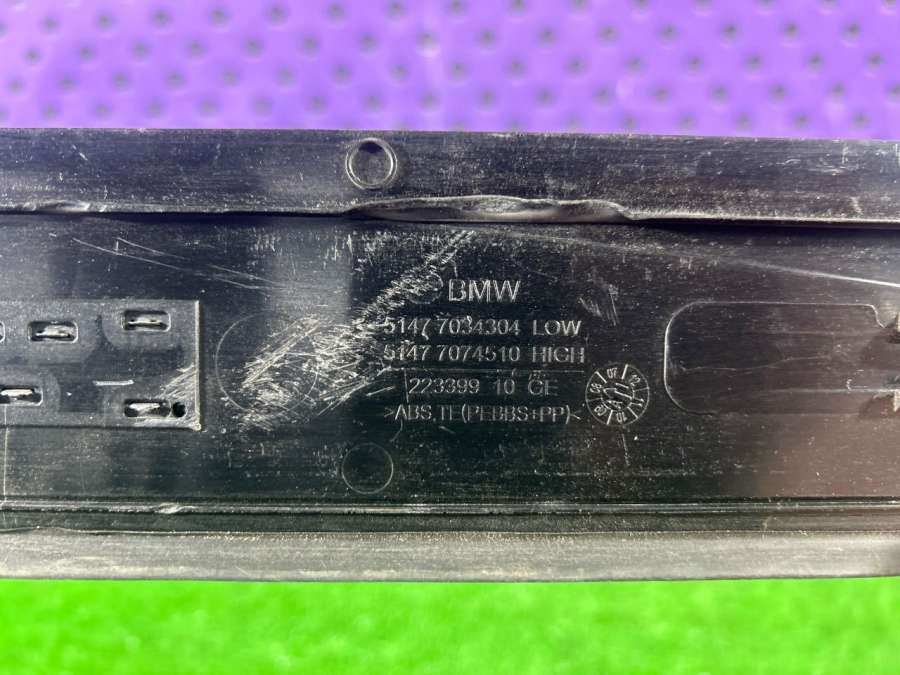 BMW
5147 7034304 LOW
5147 7074510 HIGH
223399 10 CE
>ABS,TE(PEBBS+PP)<